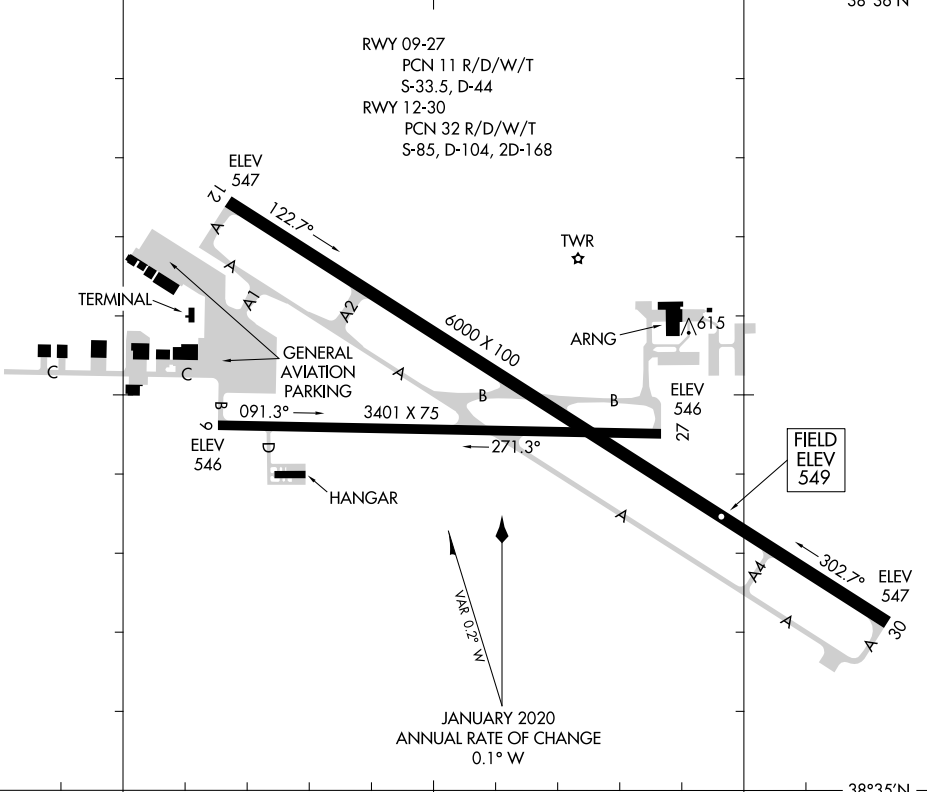 38°36'N
RWY 09-27
PCN 11 R/D/W/T
S-33.5, D-44
RWY 12-30
PCN 32 R/D/W/T
S-85, D-104, 2D-168
ELEV
547
12
122.7°
A
TWR
A
TERMINAL
A1
A2
6000 X 100
615
ARNG
GENERAL
AVIATION
PARKING
C
C
A
B
B
ELEV
546
B
091.3°
3401 X 75
9
27
ELEV
546
D
271.3°
FIELD
ELEV
549
HANGAR
A
302.7°
A4
ELEV
547
VAR 0.2° W
A
30
A
JANUARY 2020
ANNUAL RATE OF CHANGE
0.1° W
38°35'N